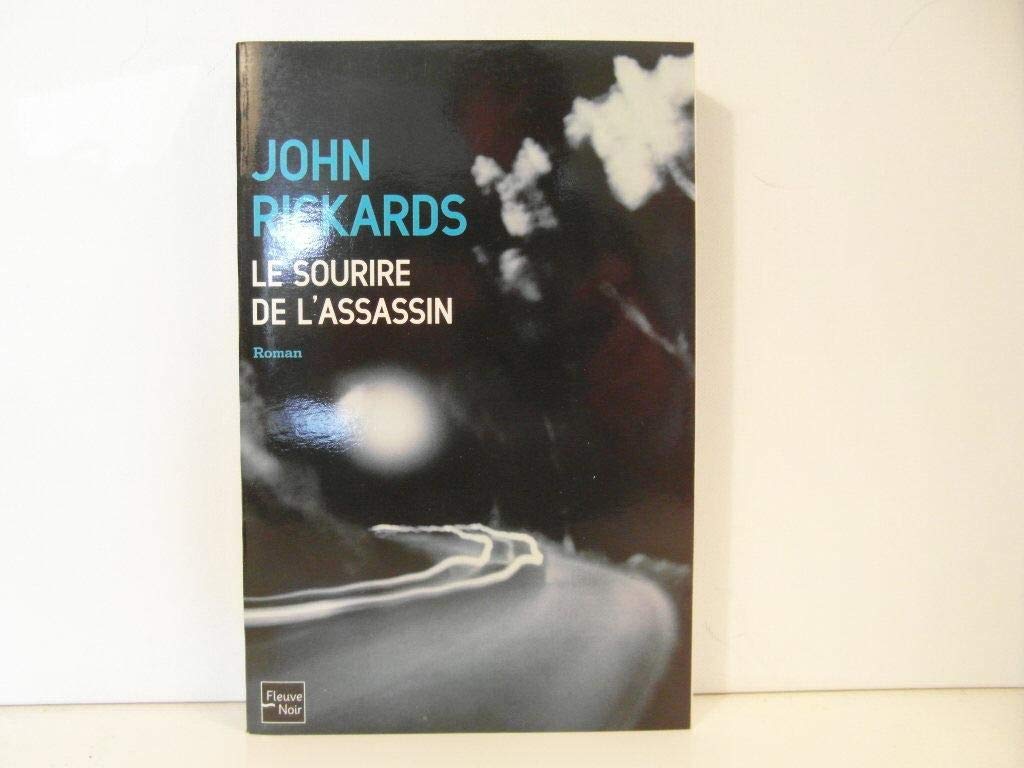 JOHN
RICKARDS
LE SOURIRE
DE L'ASSASSIN
Roman
Fleuve
Noir